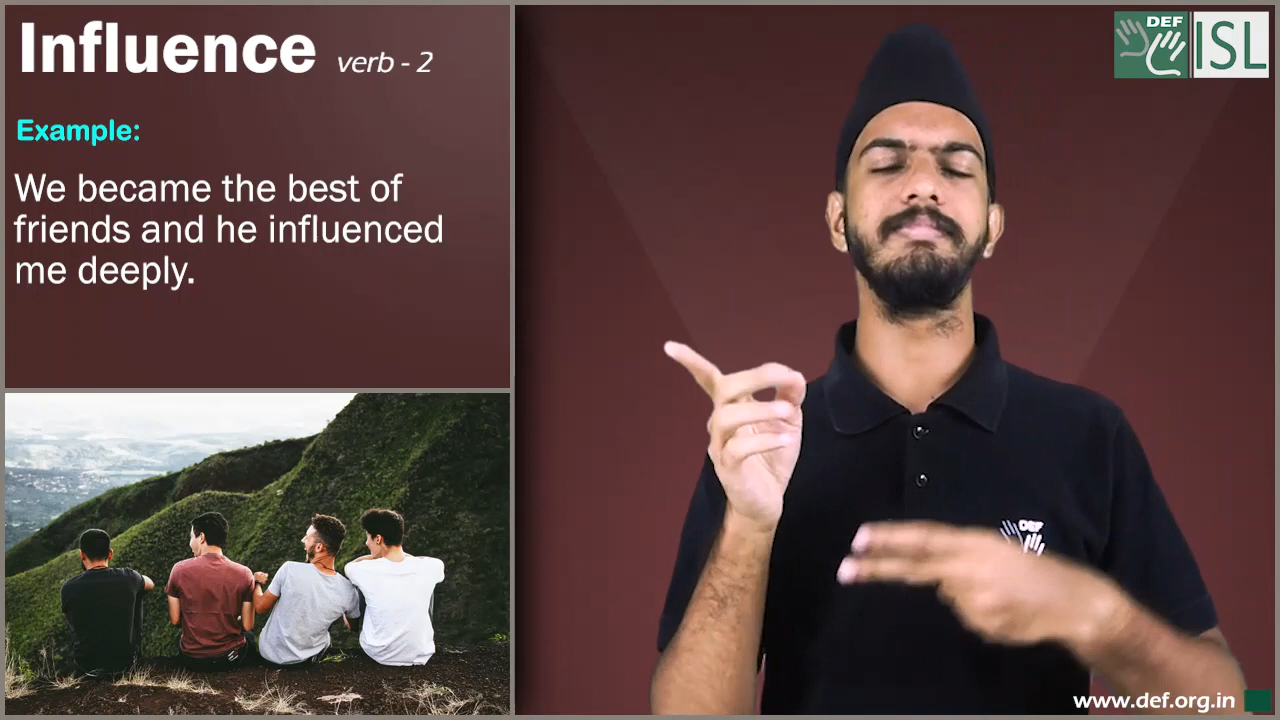 Influence verb - 2
Example:
We became the best of
friends and he influenced
me deeply.
DEF
ISL
DEF
www.def.org.in